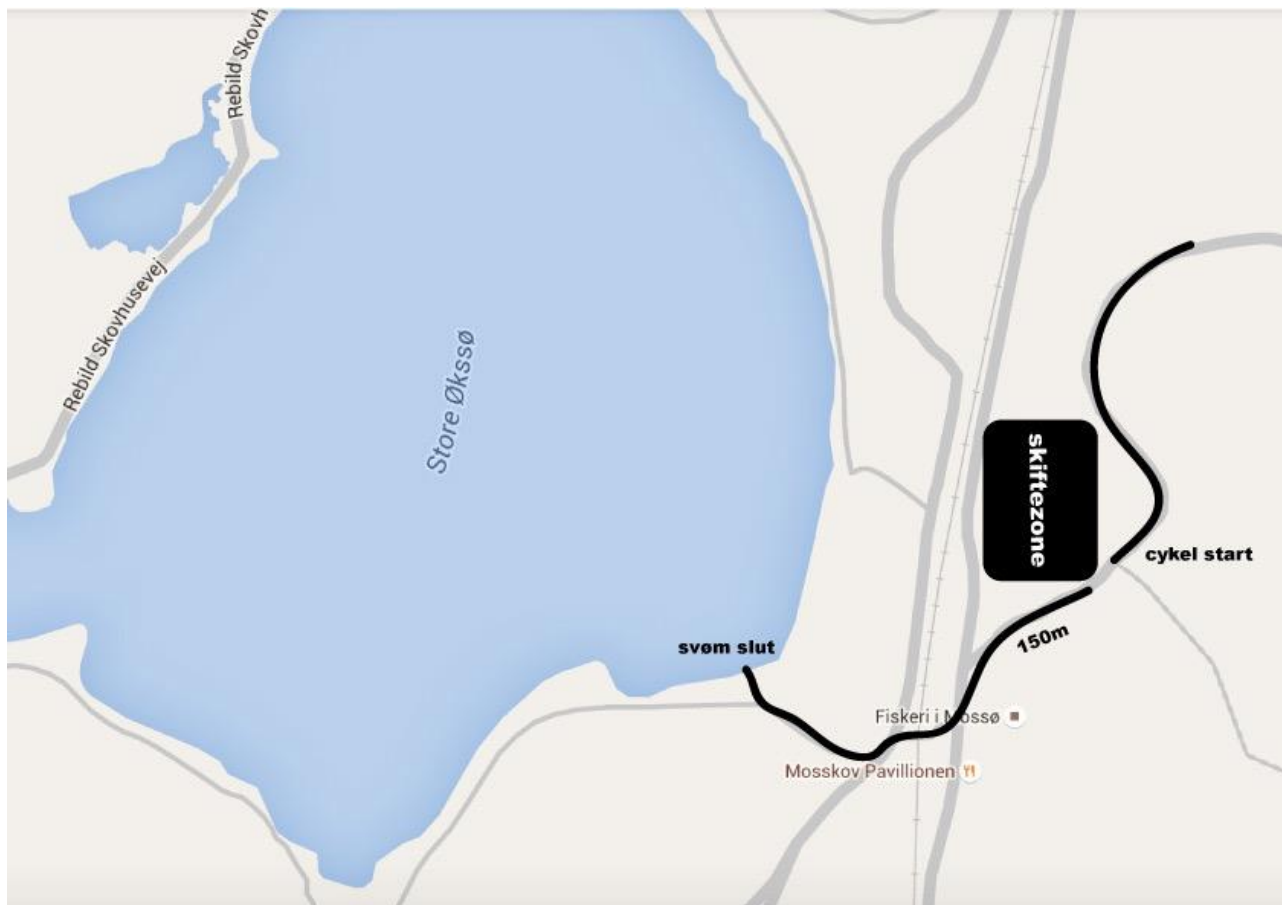 Rebild Skovh
Rebild Skovhusevej
Store Økssø
skiftezone
cykel start
150m
svøm slut
Fiskeri i Mossø
Mosskov Pavillionen